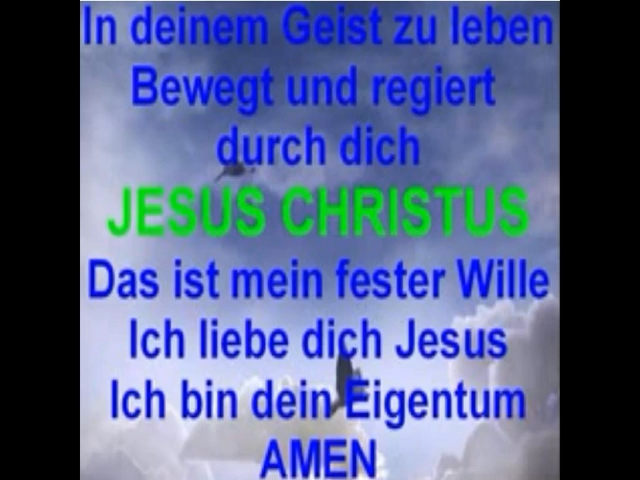 In deinem Geist zu leben
Bewegt und regiert
durch dich
JESUS CHRISTUS
Das ist mein fester Wille
Ich liebe dich Jesus
Ich bin dein Eigentum
AMEN